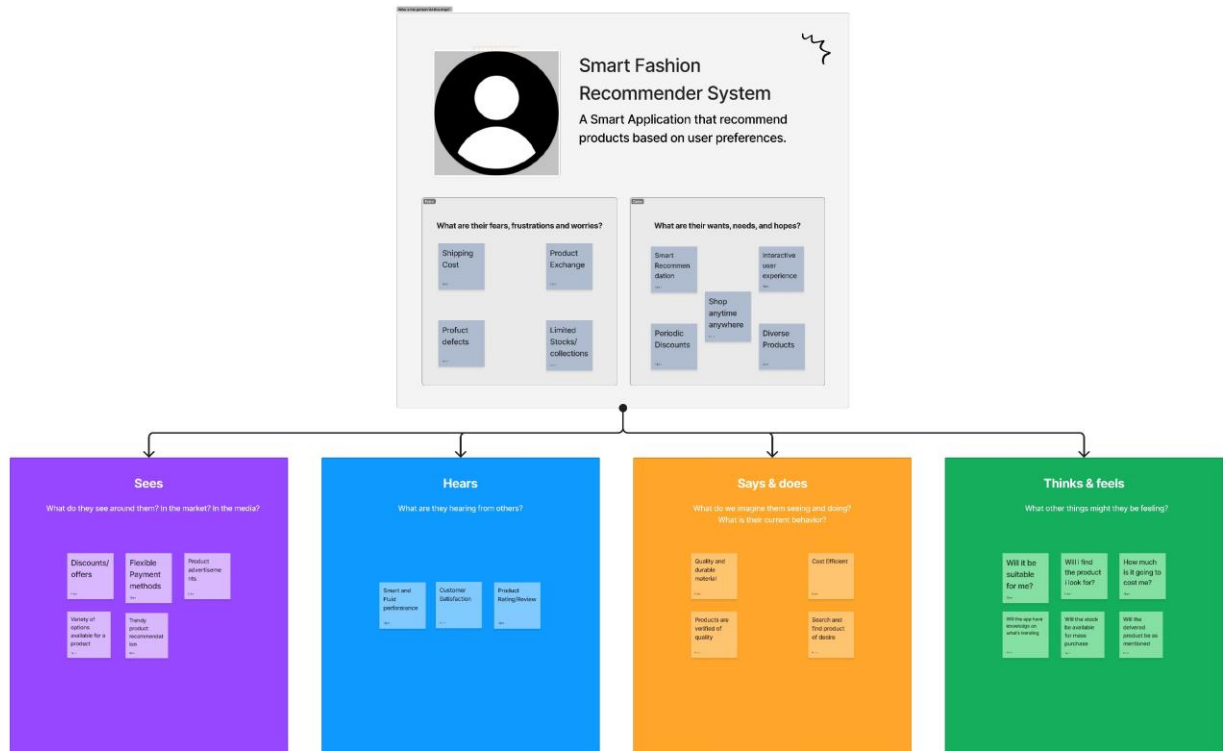 Smart Fashion
Recommender System
A Smart Application that recommend
products based on user preferences.
What are their fears, frustrations and worries?
Shipping
Cost
Product
Exchange
Profuct
defects
Limited
Stocks/
collections
What are their wants, needs, and hopes?
Smart
Recommen
dation
Interactive
user
experience
Shop
anytime
anywhere
Periodic
Discounts
Diverse
Products
Sees
What do they see around them? In the market? In the media?
Discounts/
offers
Flexible
Payment
methods
Product
advertiseme
nts
Variety of
options
available for a
product
Trendy
product
recommendat
ion
Hears
What are they hearing from others?
Smart and
Fluid
performance
Customer
Satisfaction
Product
Rating/Review
Says & does
What do we imagine them seeing and doing?
What is their current behavior?
Quality and
durable
material
Cost Efficient
Products are
verified of
quality
Search and
find product
of desire
Thinks & feels
What other things might they be feeling?
Will it be
suitable
for me?
Will i find
the product
i look for?
How much
is it going to
cost me?
Will the app have
knowledge on
what's trending
Will the stock
be available
for mass
purchase
Will the
delivered
product be as
mentioned